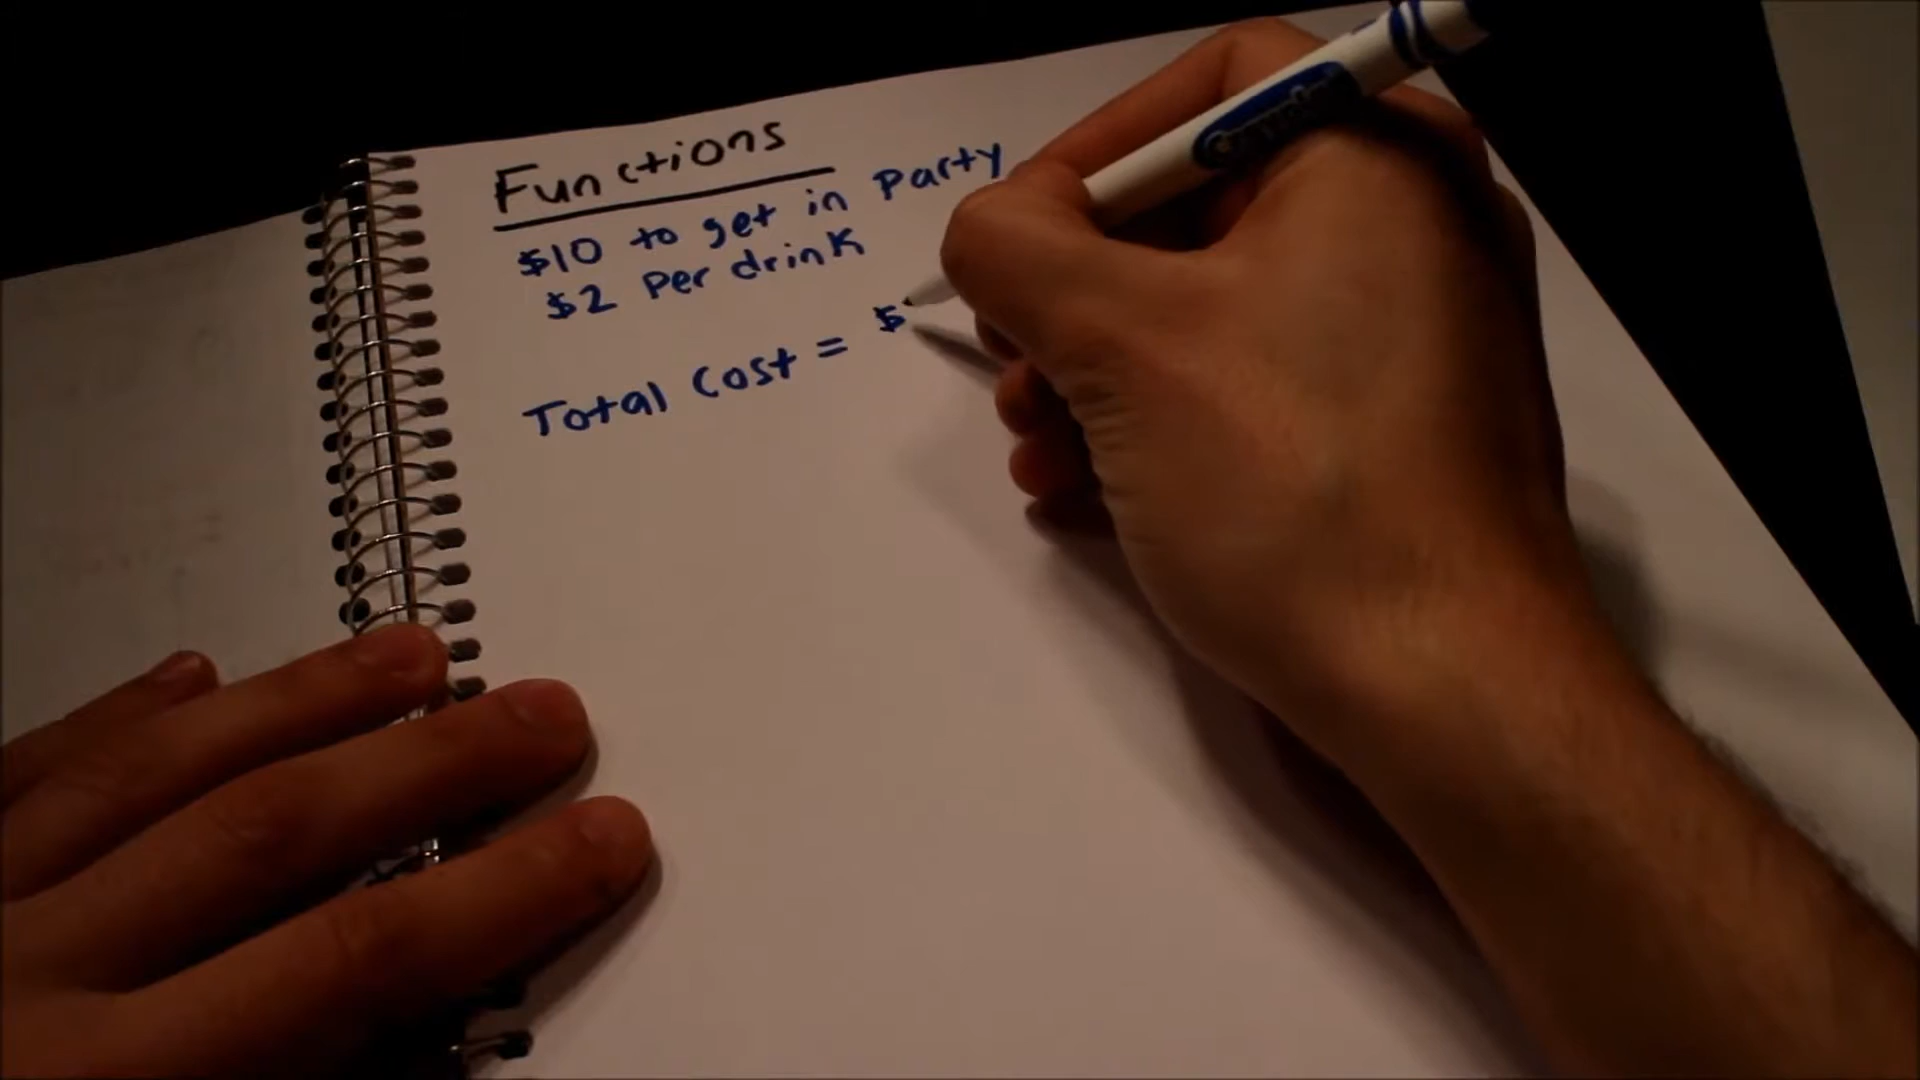 Functions
$10 to get in party
$2 per drink
Total Cost = $